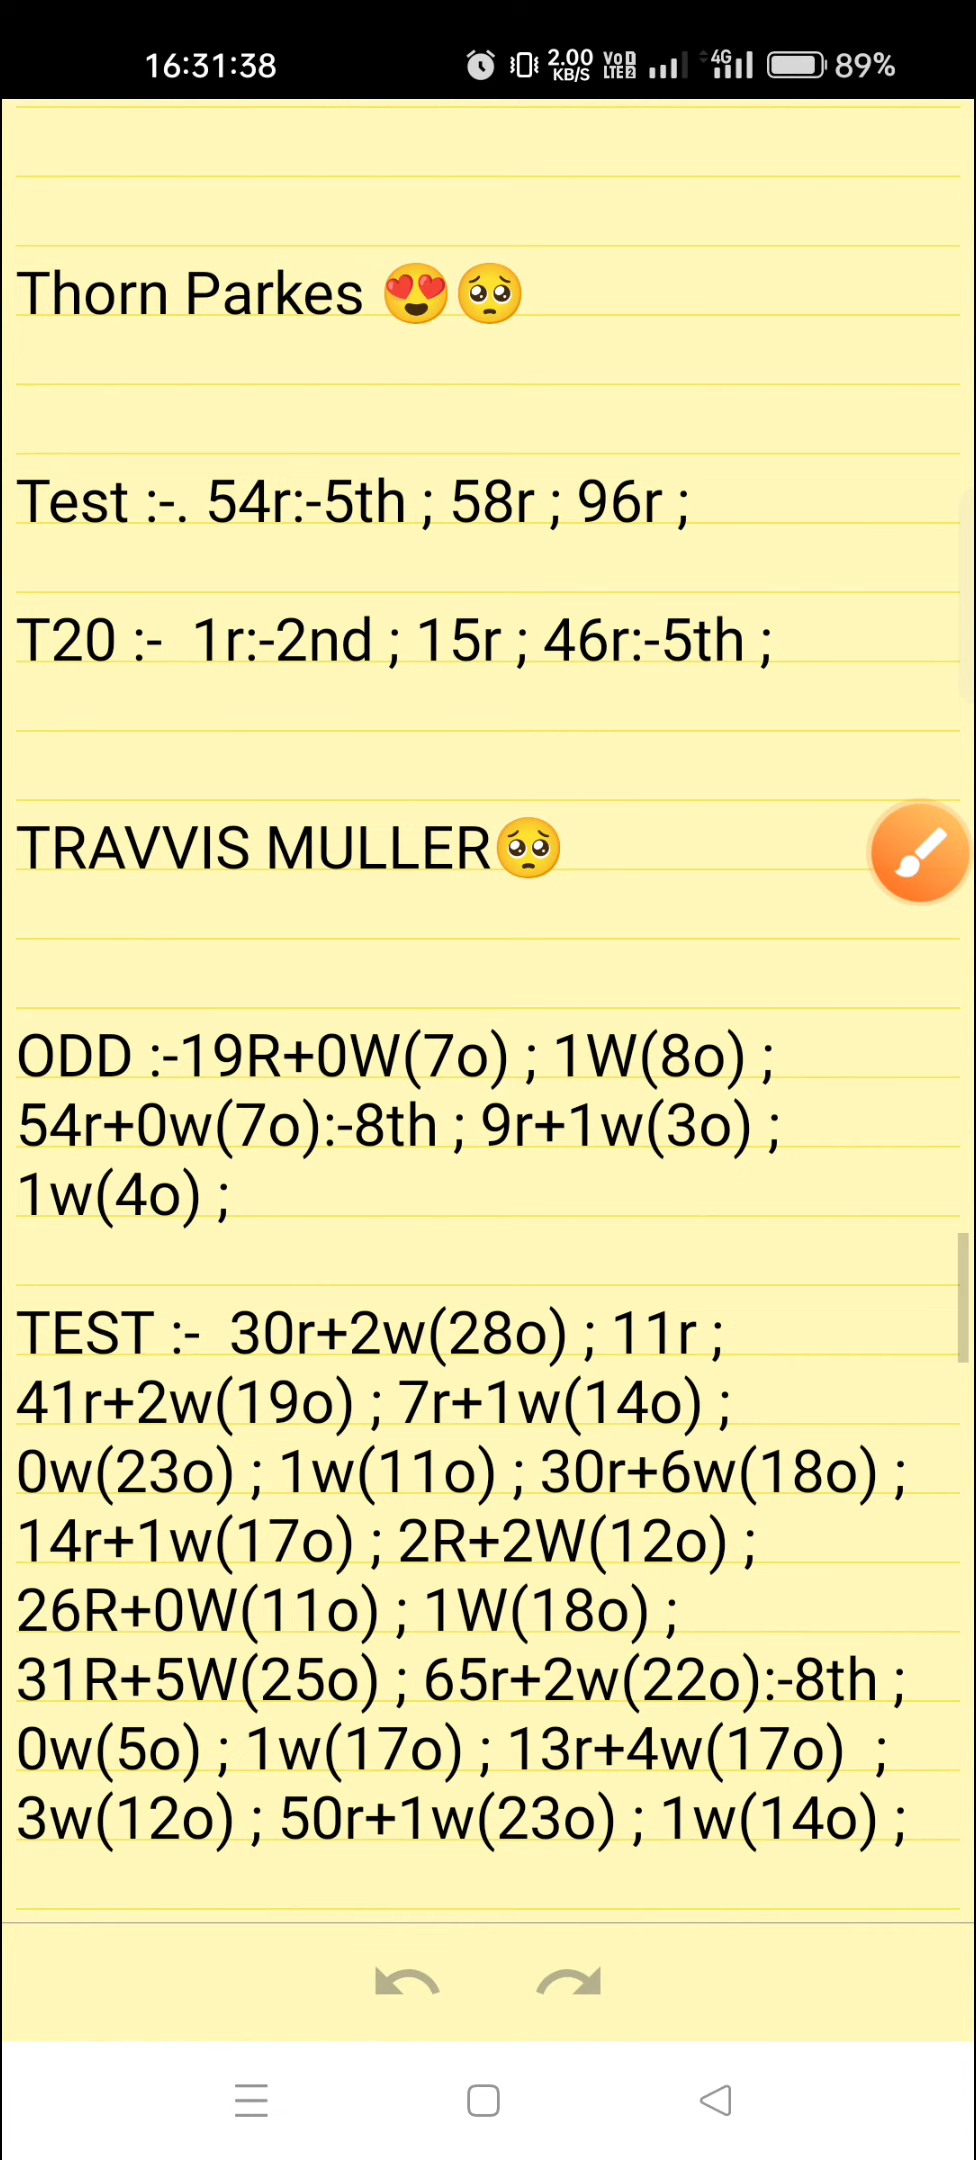 16:31:38 2.00 KB/S VoD LTE2 4G 89%
Thorn Parkes 😍🥺
Test :-. 54r:-5th ; 58r ; 96r ;
T20 :-  1r:-2nd ; 15r ; 46r:-5th ;
TRAVVIS MULLER🥺
ODD :-19R+0W(7o) ; 1W(8o) ;
54r+0w(7o):-8th ; 9r+1w(3o) ;
1w(4o) ;
TEST :-  30r+2w(28o) ; 11r ;
41r+2w(19o) ; 7r+1w(14o) ;
0w(23o) ; 1w(11o) ; 30r+6w(18o) ;
14r+1w(17o) ; 2R+2W(12o) ;
26R+0W(11o) ; 1W(18o) ;
31R+5W(25o) ; 65r+2w(22o):-8th ;
0w(5o) ; 1w(17o) ; 13r+4w(17o)  ;
3w(12o) ; 50r+1w(23o) ; 1w(14o) ;